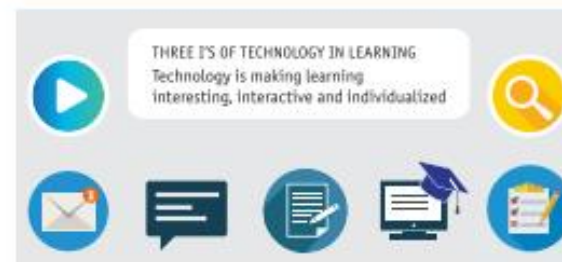 THREE I'S OF TECHNOLOGY IN LEARNING
Technology is making learning
interesting, interactive and individualized